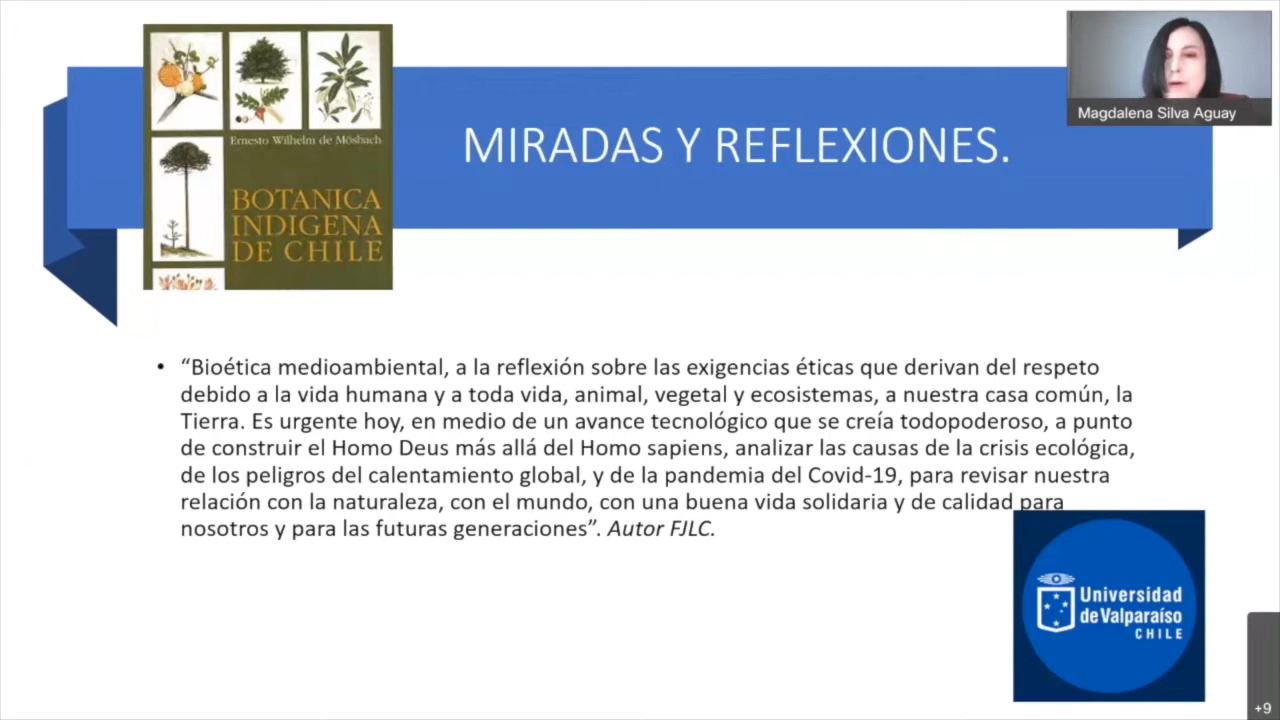 Ernesto Wilhelm de Mösbach
BOTANICA
INDIGENA
DE CHILE
MIRADAS Y REFLEXIONES.
Magdalena Silva Aguay
• “Bioética medioambiental, a la reflexión sobre las exigencias éticas que derivan del respeto
debido a la vida humana y a toda vida, animal, vegetal y ecosistemas, a nuestra casa común, la
Tierra. Es urgente hoy, en medio de un avance tecnológico que se creía todopoderoso, a punto
de construir el Homo Deus más allá del Homo sapiens, analizar las causas de la crisis ecológica,
de los peligros del calentamiento global, y de la pandemia del Covid-19, para revisar nuestra
relación con la naturaleza, con el mundo, con una buena vida solidaria y de calidad para
nosotros y para las futuras generaciones”. Autor FJLC.
Universidad
de Valparaíso
CHILE
+9